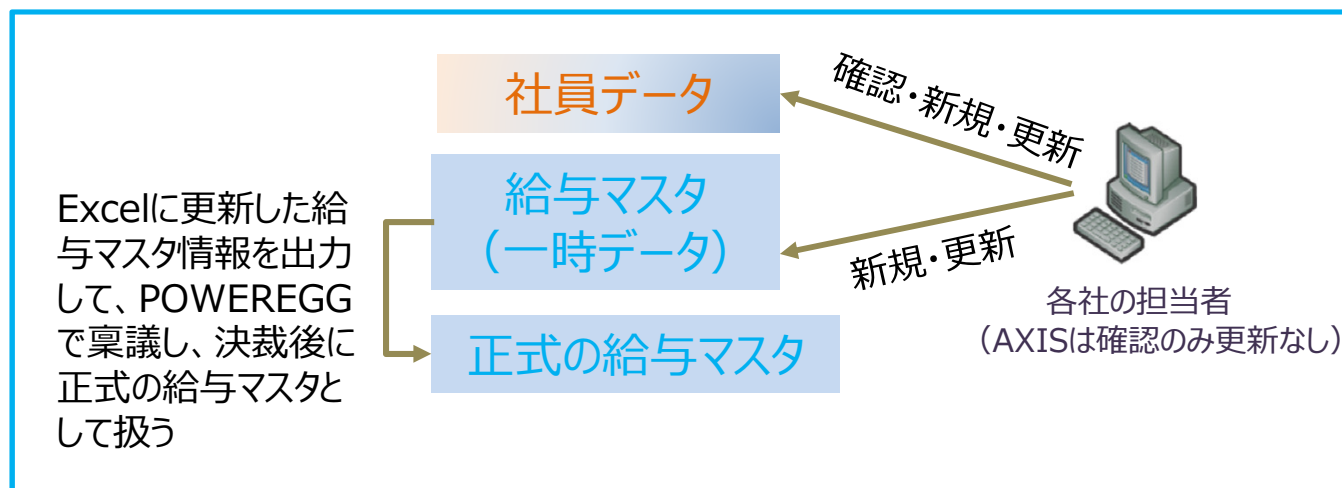 社員データ
確認・新規・更新
給与マスタ
（一時データ）
新規・更新
Excelに更新した給
与マスタ情報を出力
して、POWEREGG
で稟議し、決裁後に
正式の給与マスタと
して扱う
正式の給与マスタ
各社の担当者
（AXISは確認のみ更新なし）